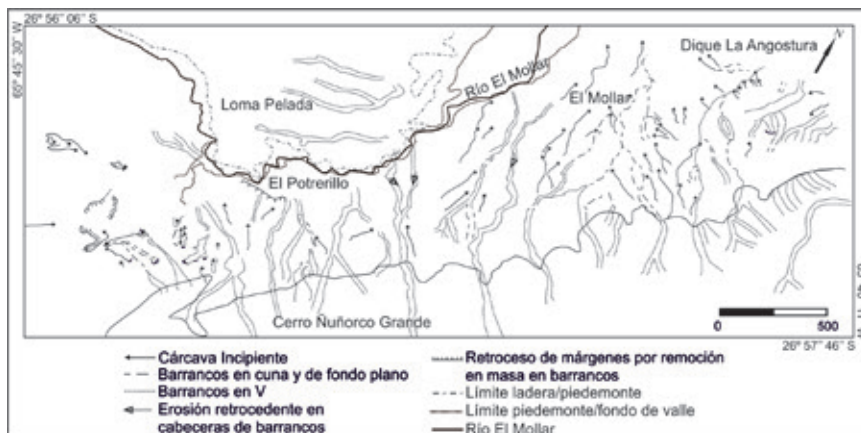 26° 56´ 06´´ S
65° 45´ 30´´ W
Dique La Angostura
N
Río El Mollar
Loma Pelada
El Mollar
El Potrerillo
Cerro Ñuñorco Grande
0 500
26° 57´ 46´´ S
Cárcava Incipiente
Barrancos en cuna y de fondo plano
Barrancos en V
Erosión retrocedente en
cabeceras de barrancos
Retroceso de márgenes por remoción
en masa en barrancos
Límite ladera/piedemonte
Límite piedemonte/fondo de valle
Río El Mollar